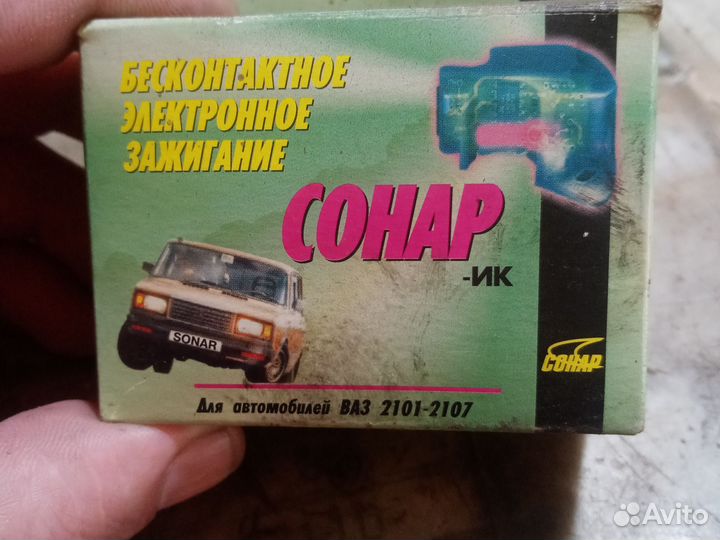 БЕСКОНТАКТНОЕ
ЭЛЕКТРОННОЕ
ЗАЖИГАНИЕ
СОНАР
-ИК
SONAR
СОНАР
Для автомобилей ВАЗ 2101-2107
Avito